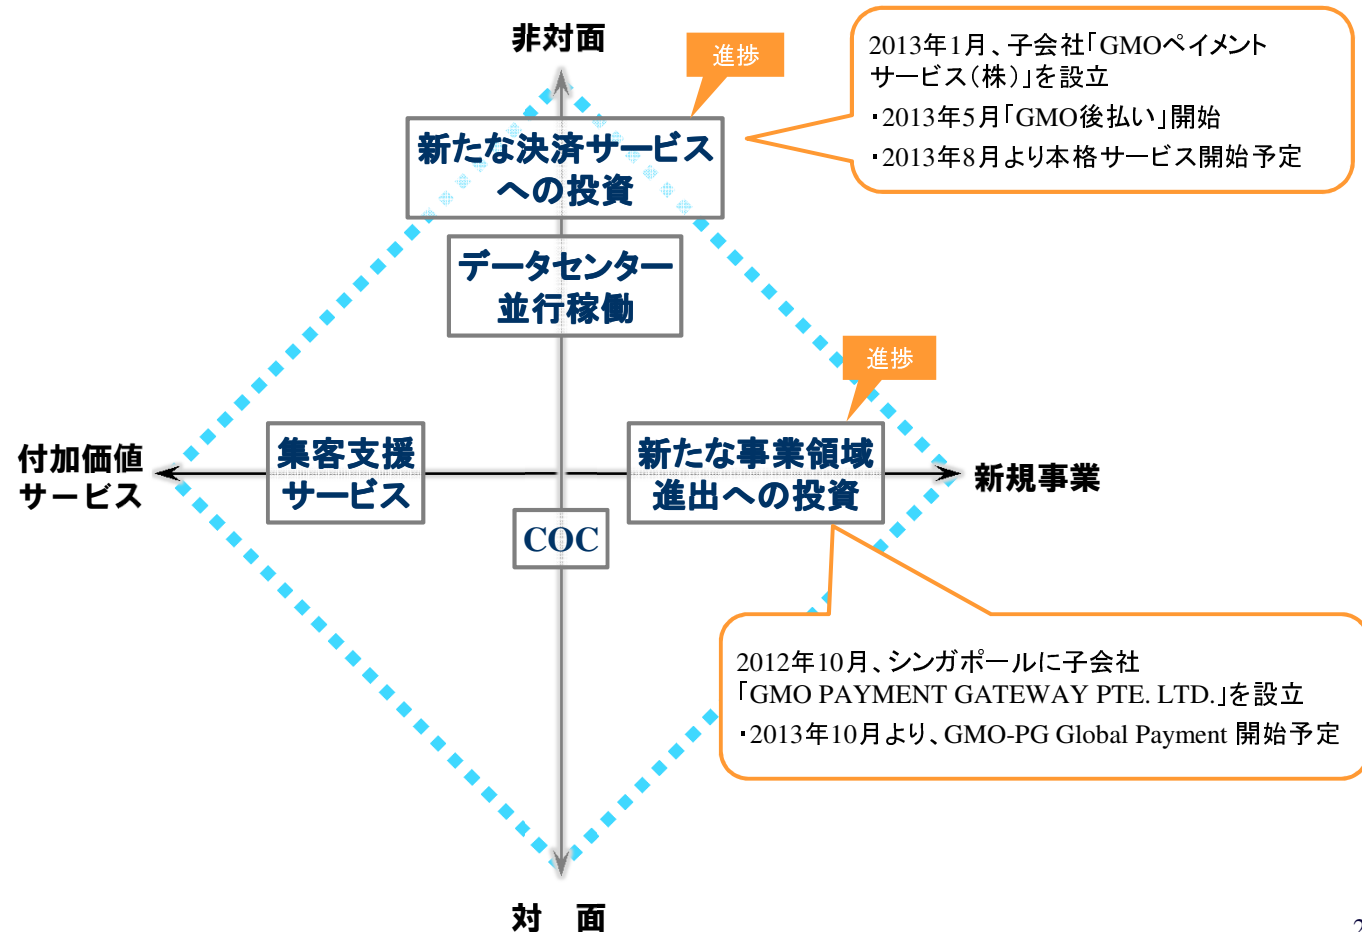 非対面
進捗
2013年1月、子会社「GMOペイメント
サービス(株)」を設立
・2013年5月「GMO後払い」開始
・2013年8月より本格サービス開始予定
新たな決済サービス
への投資
データセンター
並行稼働
進捗
付加価値
サービス
集客支援
サービス
新たな事業領域
進出への投資
新規事業
COC
2012年10月、シンガポールに子会社
「GMO PAYMENT GATEWAY PTE. LTD.」を設立
・2013年10月より、GMO-PG Global Payment 開始予定
対　面